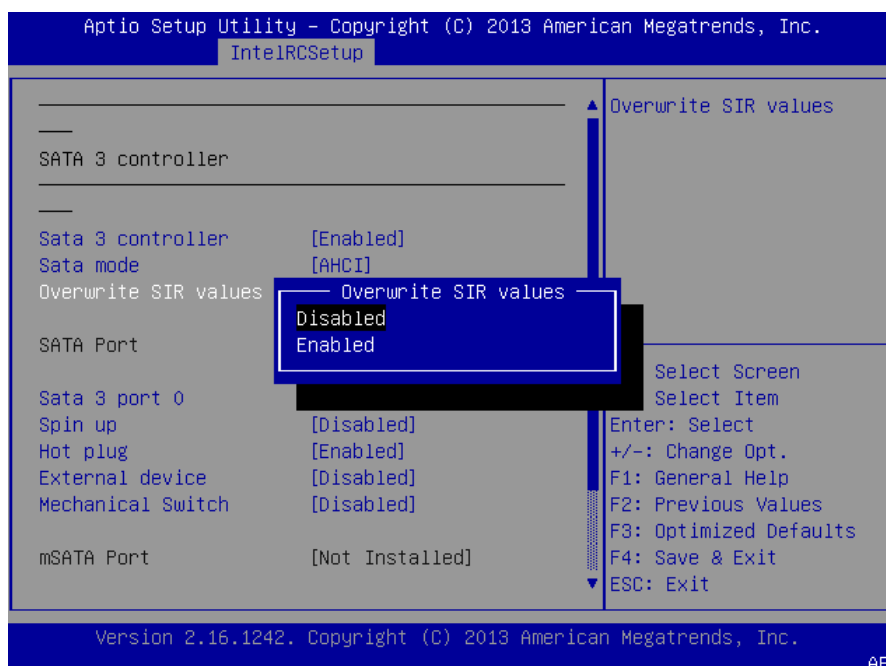 Aptio Setup Utility – Copyright (C) 2013 American Megatrends, Inc.
IntelRCSetup
SATA 3 controller
Sata 3 controller [Enabled]
Sata mode [AHCI]
Overwrite SIR values
SATA Port
Sata 3 port 0
Spin up [Disabled]
Hot plug [Enabled]
External device [Disabled]
Mechanical Switch [Disabled]
mSATA Port [Not Installed]
Overwrite SIR values
Disabled
Enabled
Overwrite SIR values
Select Screen
Select Item
Enter: Select
+/-: Change Opt.
F1: General Help
F2: Previous Values
F3: Optimized Defaults
F4: Save & Exit
ESC: Exit
Version 2.16.1242. Copyright (C) 2013 American Megatrends, Inc.